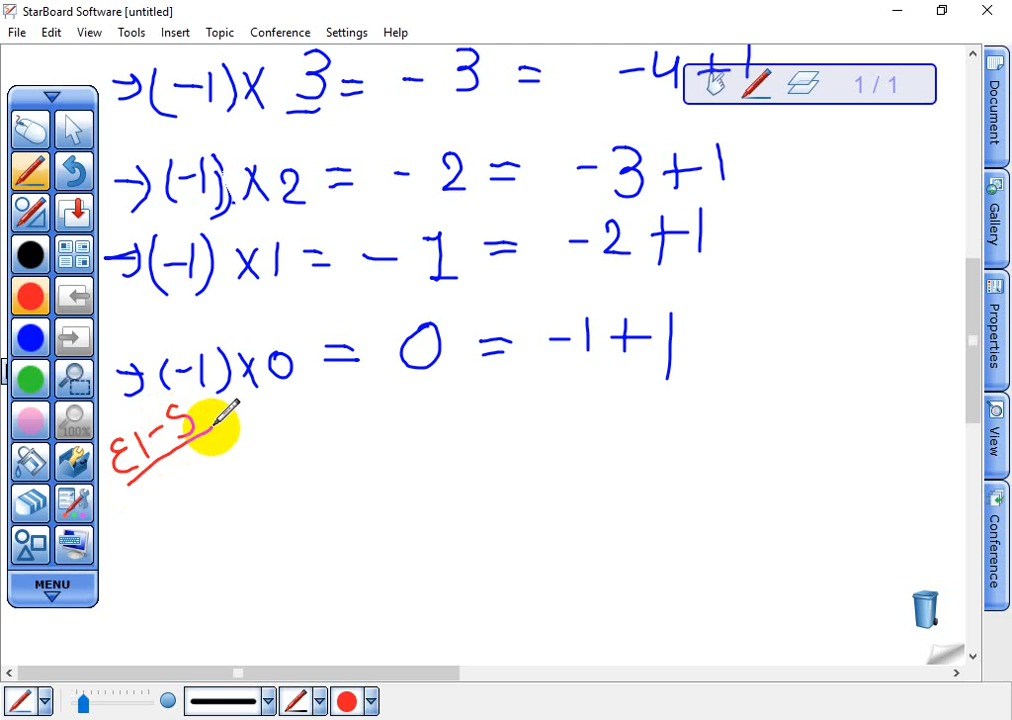 StarBoard Software [untitled]
File Edit View Tools Insert Topic Conference Settings Help
→(-1)× 3 = - 3 = -4+1
1 / 1
→(-1)×2 = - 2 = -3+1
→(-1)×1 = - 1 = -2+1
→(-1)×0 = 0 = -1+1
Document
Gallery
Properties
View
Conference
100%
MENU